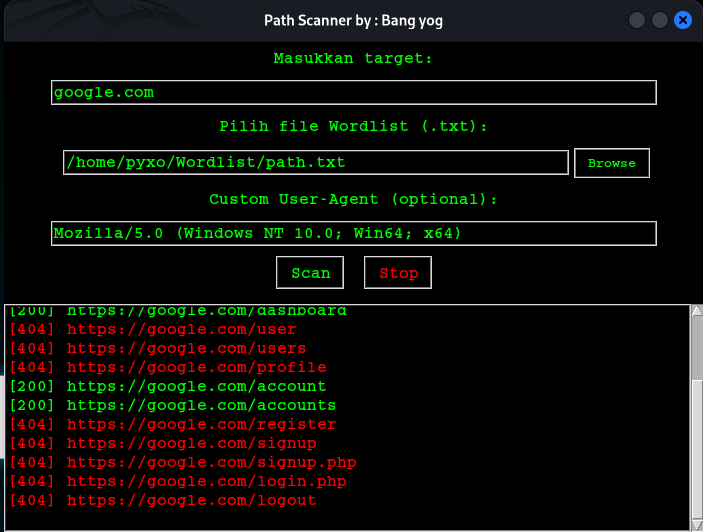 Path Scanner by : Bang yog
Masukkan target:
google.com
Pilih file Wordlist (.txt):
/home/pyxo/Wordlist/path.txt
Browse
Custom User-Agent (optional):
Mozilla/5.0 (Windows NT 10.0; Win64; x64)
Scan
Stop
[200] https://google.com/dashboard
[404] https://google.com/user
[404] https://google.com/users
[404] https://google.com/profile
[200] https://google.com/account
[200] https://google.com/accounts
[404] https://google.com/register
[404] https://google.com/signup
[404] https://google.com/signup.php
[404] https://google.com/login.php
[404] https://google.com/logout